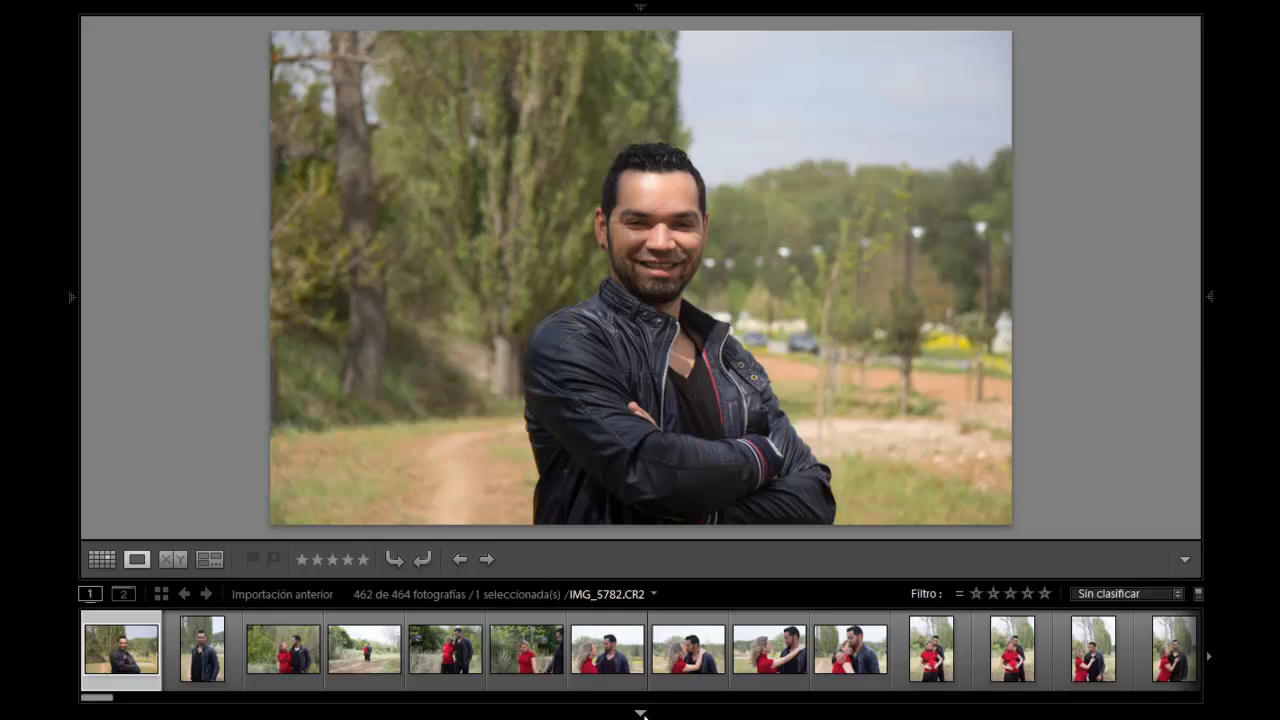 X Y
1 2 Importación anterior 462 de 464 fotografías /1 seleccionada(s) /IMG_5782.CR2 Filtro : = Sin clasificar